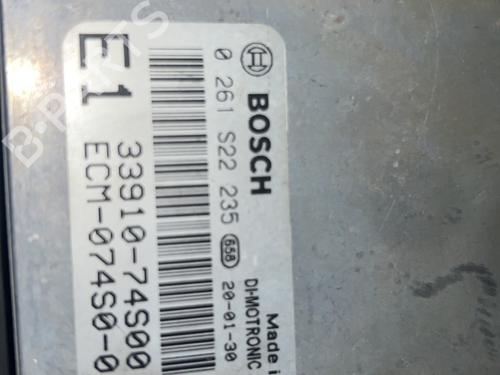 BOSCH
Made i
0 261 S22 235
658
DI-MOTRONIC
20-01-30
E1
33910-74S00
ECM-074S0-0
B-PARTS